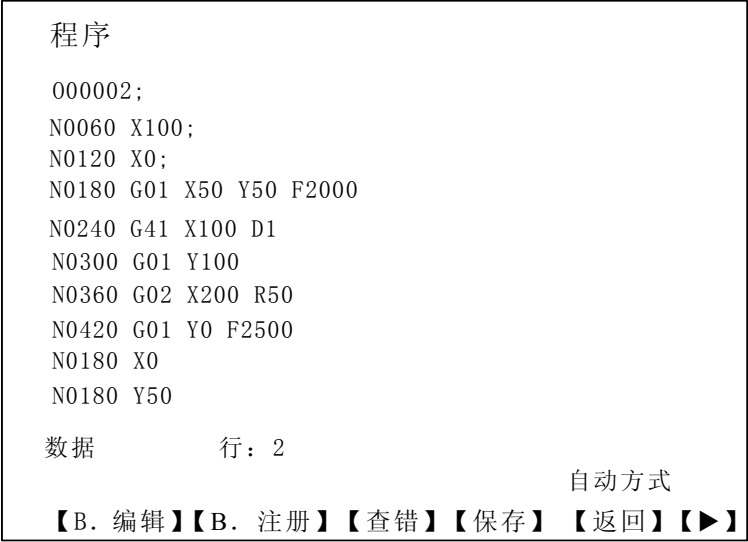 程序
O00002;
N0060 X100;
N0120 X0;
N0180 G01 X50 Y50 F2000
N0240 G41 X100 D1
N0300 G01 Y100
N0360 G02 X200 R50
N0420 G01 Y0 F2500
N0180 X0
N0180 Y50
数据 行：2
自动方式
【B. 编辑】【B. 注册】【查错】【保存】 【返回】【▶】